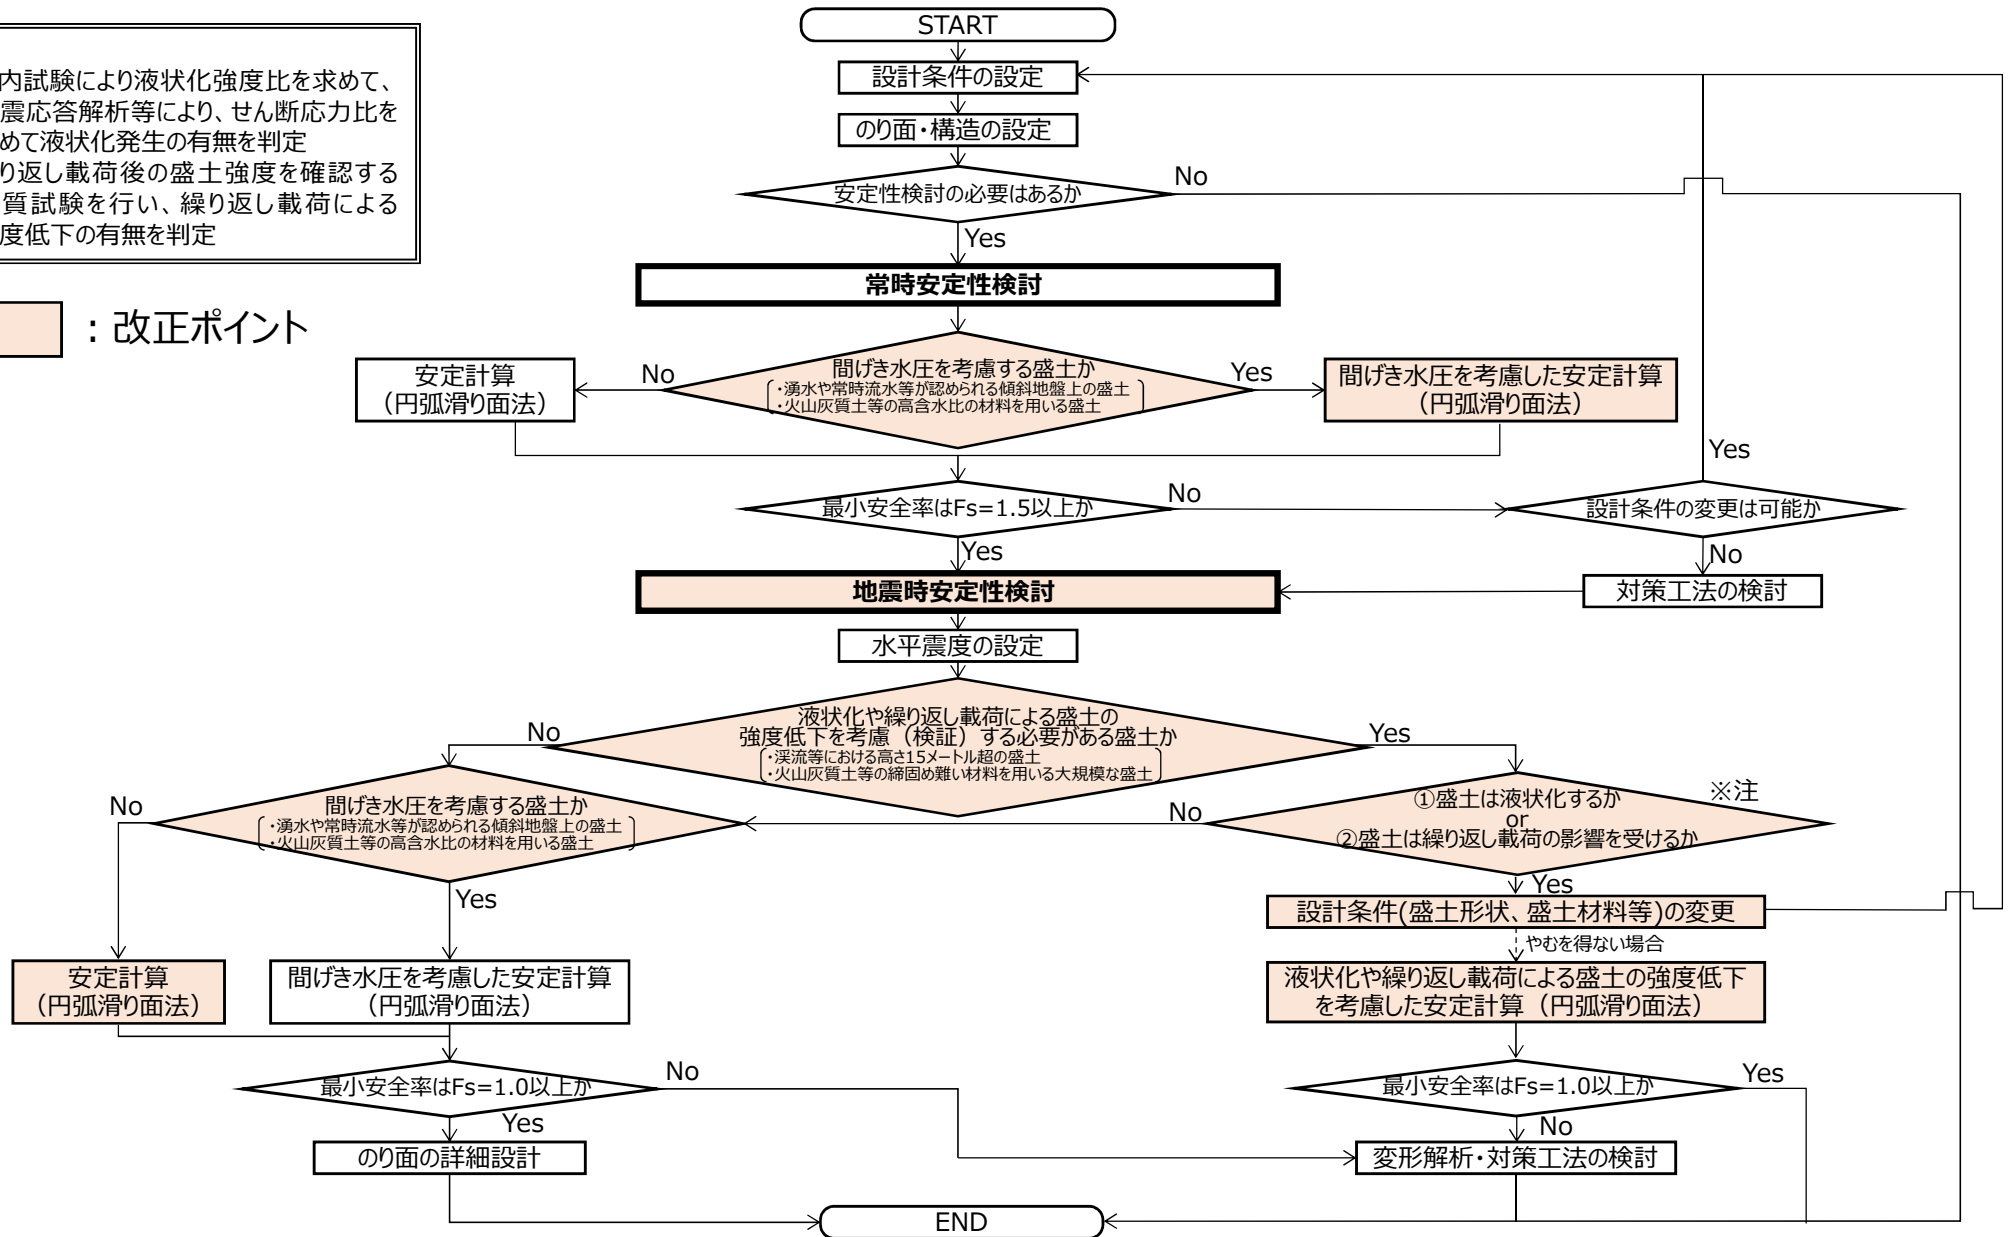 START
設計条件の設定
のり面・構造の設定
安定性検討の必要はあるか
No
Yes
内試験により液状化強度比を求めて、
震応答解析等により、せん断応力比を
めて液状化発生の有無を判定
り返し載荷後の盛土強度を確認する
質試験を行い、繰り返し載荷による
度低下の有無を判定
：改正ポイント
常時安定性検討
間げき水圧を考慮する盛土か
・湧水や常時流水等が認められる傾斜地盤上の盛土
・火山灰質土等の高含水比の材料を用いる盛土
No
Yes
安定計算
（円弧滑り面法）
間げき水圧を考慮した安定計算
（円弧滑り面法）
最小安全率はFs=1.5以上か
No
Yes
設計条件の変更は可能か
Yes
No
対策工法の検討
地震時安定性検討
水平震度の設定
液状化や繰り返し載荷による盛土の
強度低下を考慮（検証）する必要がある盛土か
・渓流等における高さ15メートル超の盛土
・火山灰質土等の締固め難い材料を用いる大規模な盛土
No
Yes
間げき水圧を考慮する盛土か
・湧水や常時流水等が認められる傾斜地盤上の盛土
・火山灰質土等の高含水比の材料を用いる盛土
No
Yes
①盛土は液状化するか
or
②盛土は繰り返し載荷の影響を受けるか
※注
No
Yes
設計条件(盛土形状、盛土材料等)の変更
やむを得ない場合
安定計算
（円弧滑り面法）
間げき水圧を考慮した安定計算
（円弧滑り面法）
液状化や繰り返し載荷による盛土の強度低下
を考慮した安定計算（円弧滑り面法）
最小安全率はFs=1.0以上か
No
Yes
最小安全率はFs=1.0以上か
Yes
No
のり面の詳細設計
変形解析・対策工法の検討
END